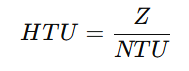 HTU = Z / NTU